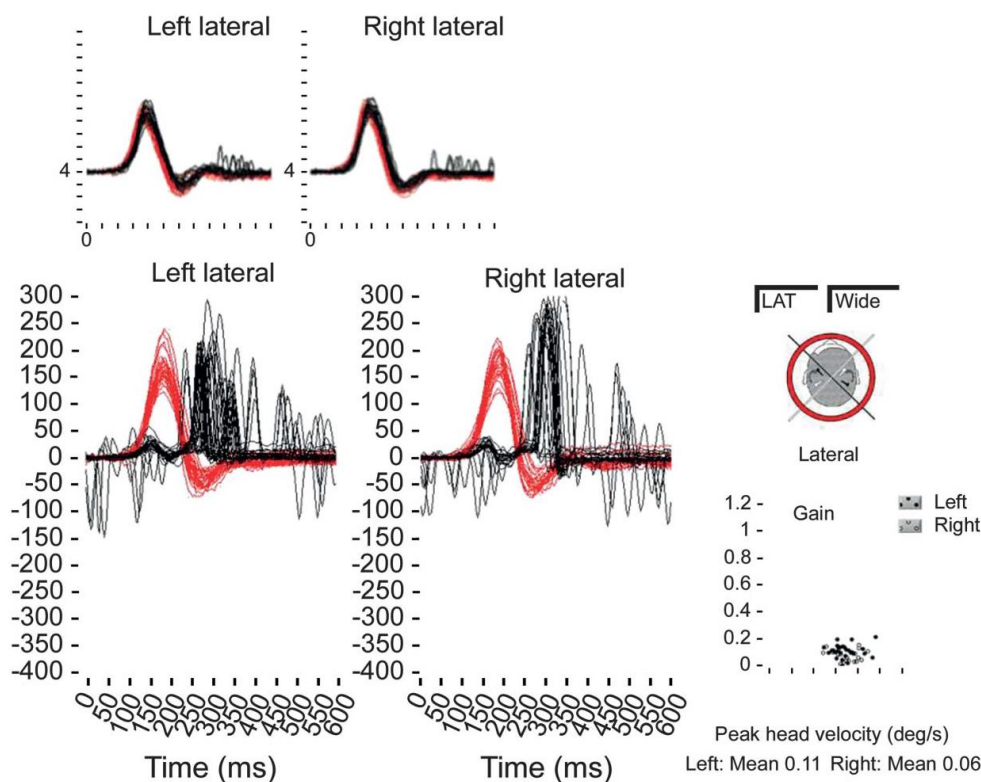 Left lateral
Right lateral
4
4
0
0
Left lateral
300
250
200
150
100
50
0
-50
-100
-150
-200
-250
-300
-350
-400
0 50 100 150 200 250 300 350 400 450 500 550 600
Time (ms)
Right lateral
300
250
200
150
100
50
0
-50
-100
-150
-200
-250
-300
-350
-400
0 50 100 150 200 250 300 350 400 450 500 550 600
Time (ms)
LAT Wide
Lateral
Gain
Left
Right
1.2
1
0.8
0.6
0.4
0.2
0
Peak head velocity (deg/s)
Left: Mean 0.11 Right: Mean 0.06